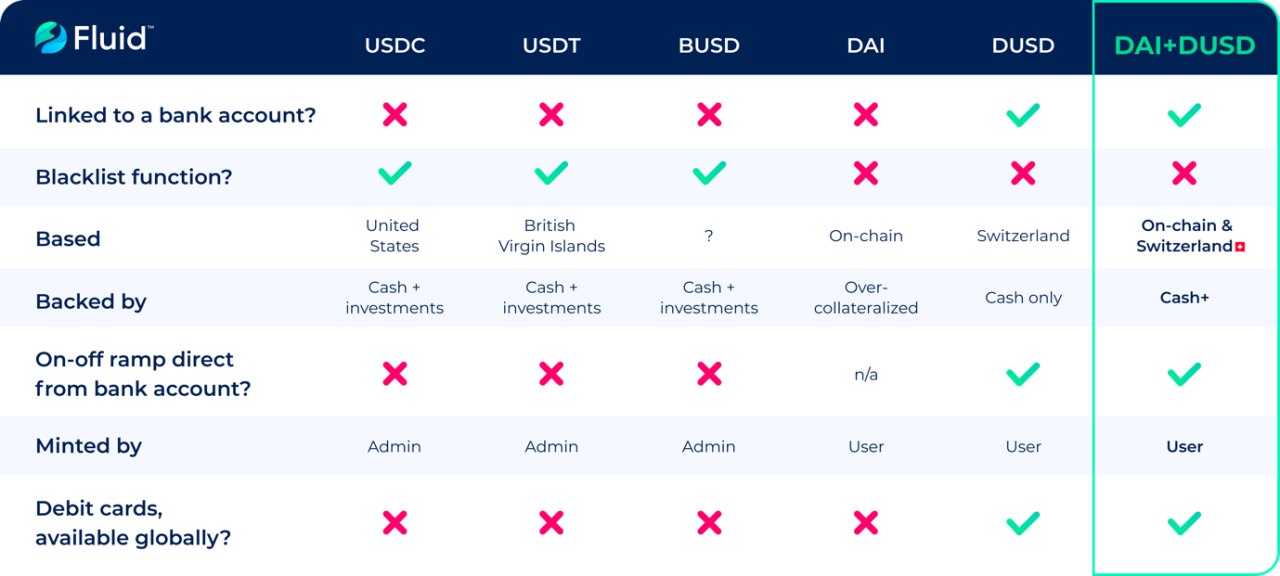 Fluid™
USDC USDT BUSD DAI DUSD DAI+DUSD
Linked to a bank account?
Blacklist function?
Based
United
States
British
Virgin Islands
?
On-chain
Switzerland
On-chain &
Switzerland
Backed by
Cash +
investments
Cash +
investments
Cash +
investments
Over-
collateralized
Cash only
Cash+
On-off ramp direct
from bank account?
n/a
Minted by
Admin
Admin
Admin
User
User
User
Debit cards,
available globally?